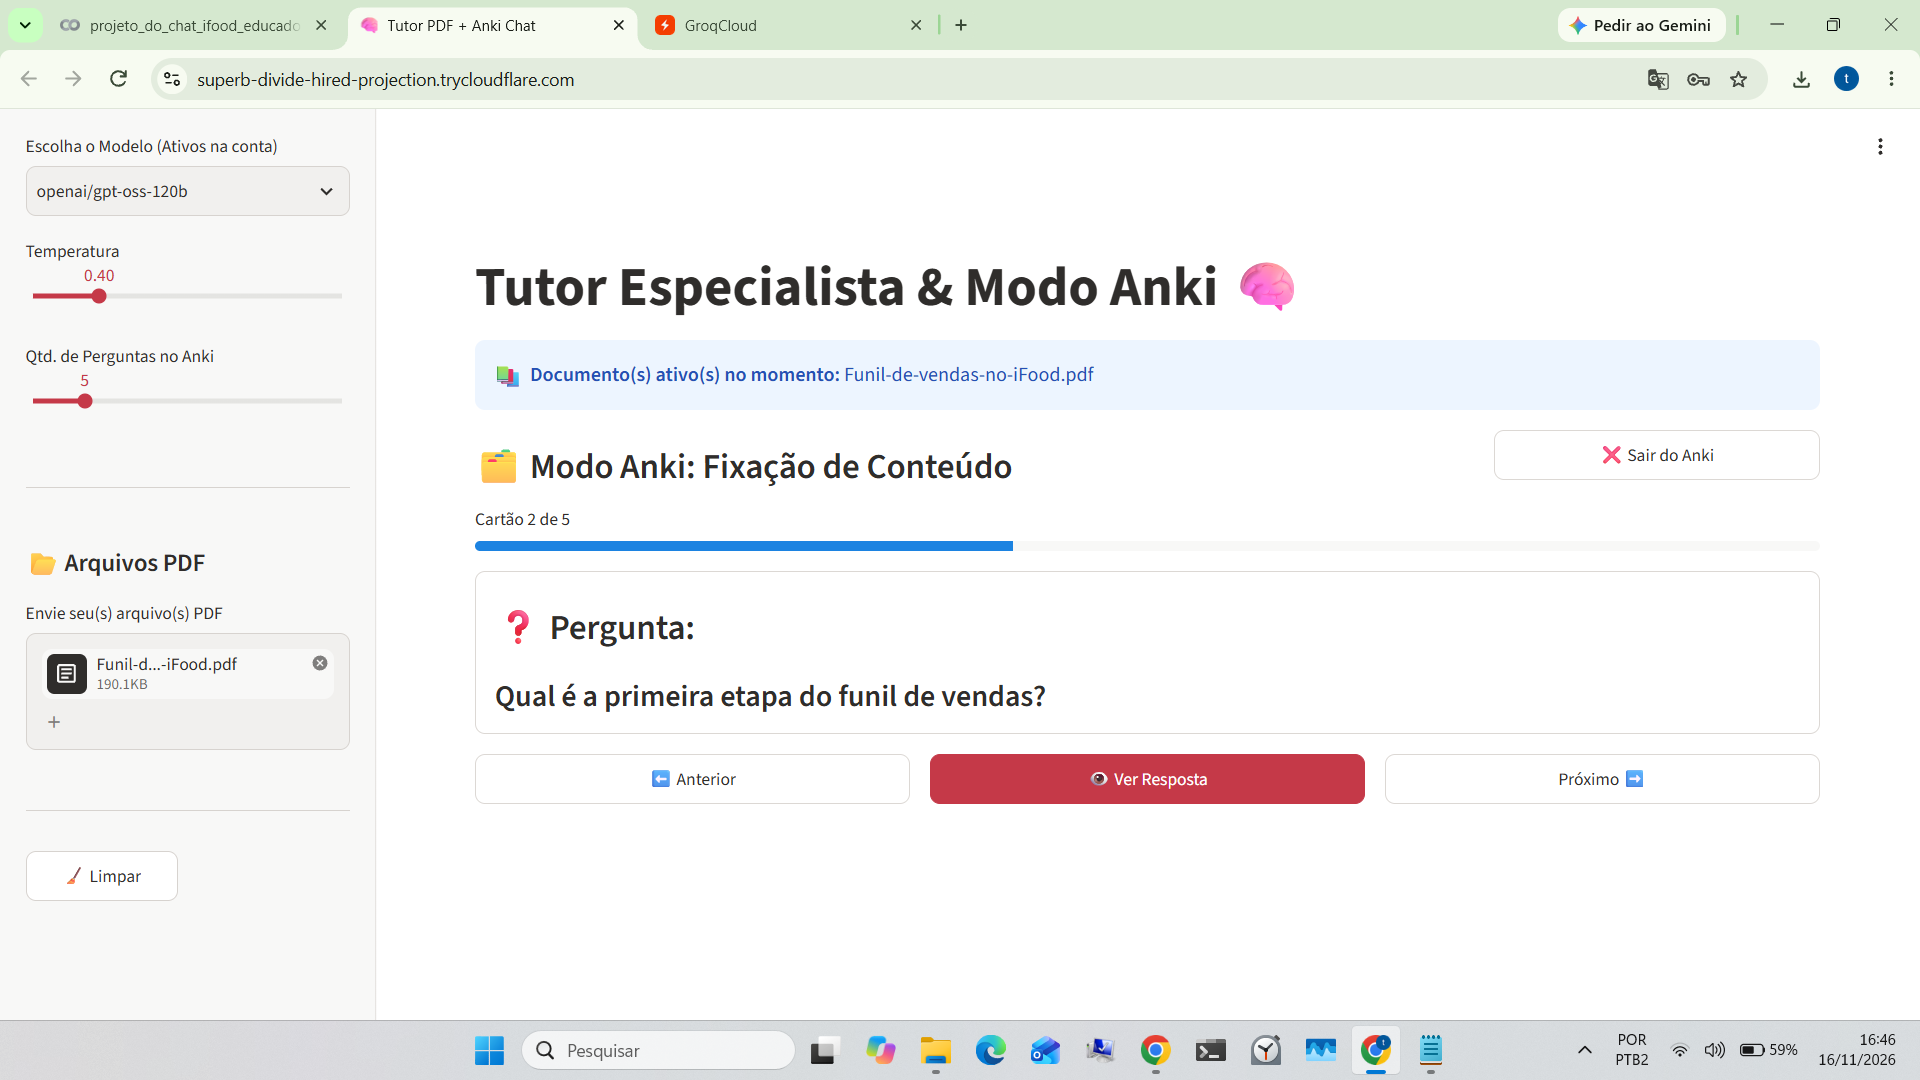 projeto_do_chat_ifood_educado
Tutor PDF + Anki Chat
GroqCloud
Pedir ao Gemini
superb-divide-hired-projection.trycloudflare.com
t
Escolha o Modelo (Ativos na conta)
openai/gpt-oss-120b
Temperatura
0.40
Qtd. de Perguntas no Anki
5
Arquivos PDF
Envie seu(s) arquivo(s) PDF
Funil-d...-iFood.pdf
190.1KB
Limpar
Tutor Especialista & Modo Anki
Documento(s) ativo(s) no momento: Funil-de-vendas-no-iFood.pdf
Modo Anki: Fixação de Conteúdo
Sair do Anki
Cartão 2 de 5
Pergunta:
Qual é a primeira etapa do funil de vendas?
Anterior
Ver Resposta
Próximo
Pesquisar
POR
PTB2
59%
16:46
16/11/2026